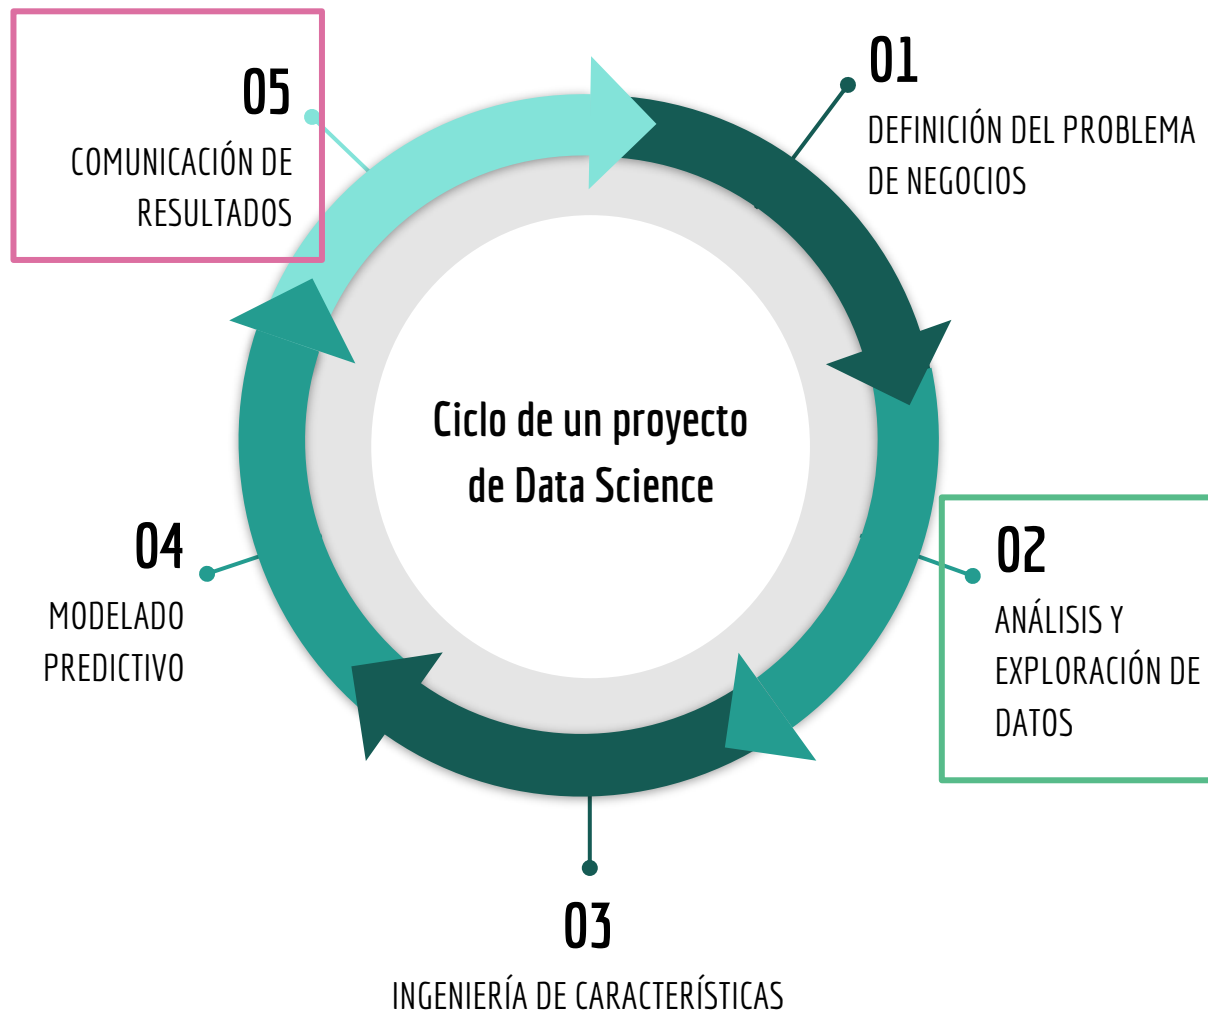 01
DEFINICIÓN DEL PROBLEMA
DE NEGOCIOS
02
ANÁLISIS Y
EXPLORACIÓN DE
DATOS
03
INGENIERÍA DE CARACTERÍSTICAS
04
MODELADO
PREDICTIVO
05
COMUNICACIÓN DE
RESULTADOS
Ciclo de un proyecto
de Data Science